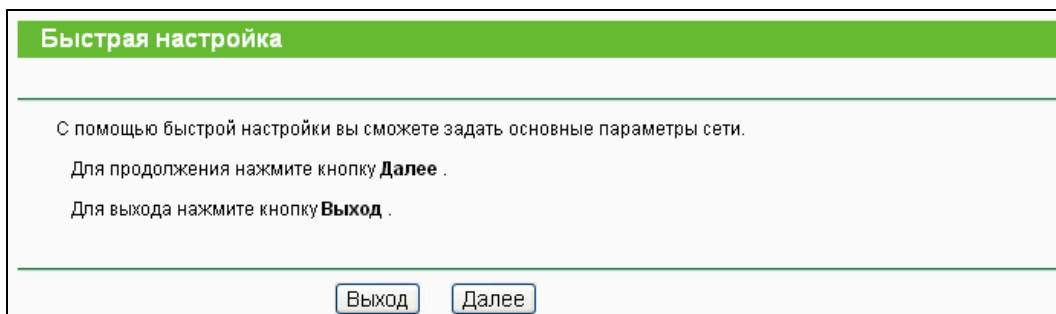 Быстрая настройка
С помощью быстрой настройки вы сможете задать основные параметры сети.
Для продолжения нажмите кнопку Далее .
Для выхода нажмите кнопку Выход .
Выход Далее